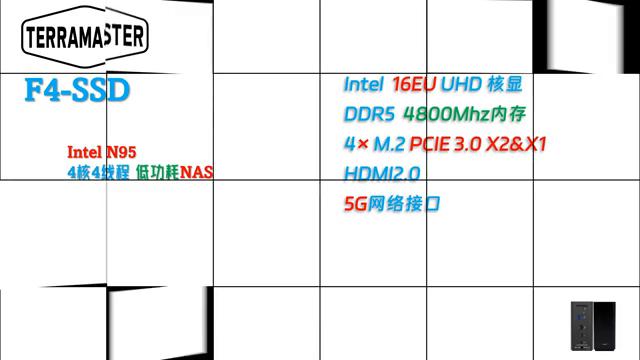 TERRAMASTER
F4-SSD
Intel N95
4核4线程 低功耗NAS
Intel 16EU UHD 核显
DDR5 4800Mhz内存
4× M.2 PCIE 3.0 X2&X1
HDMI2.0
5G网络接口